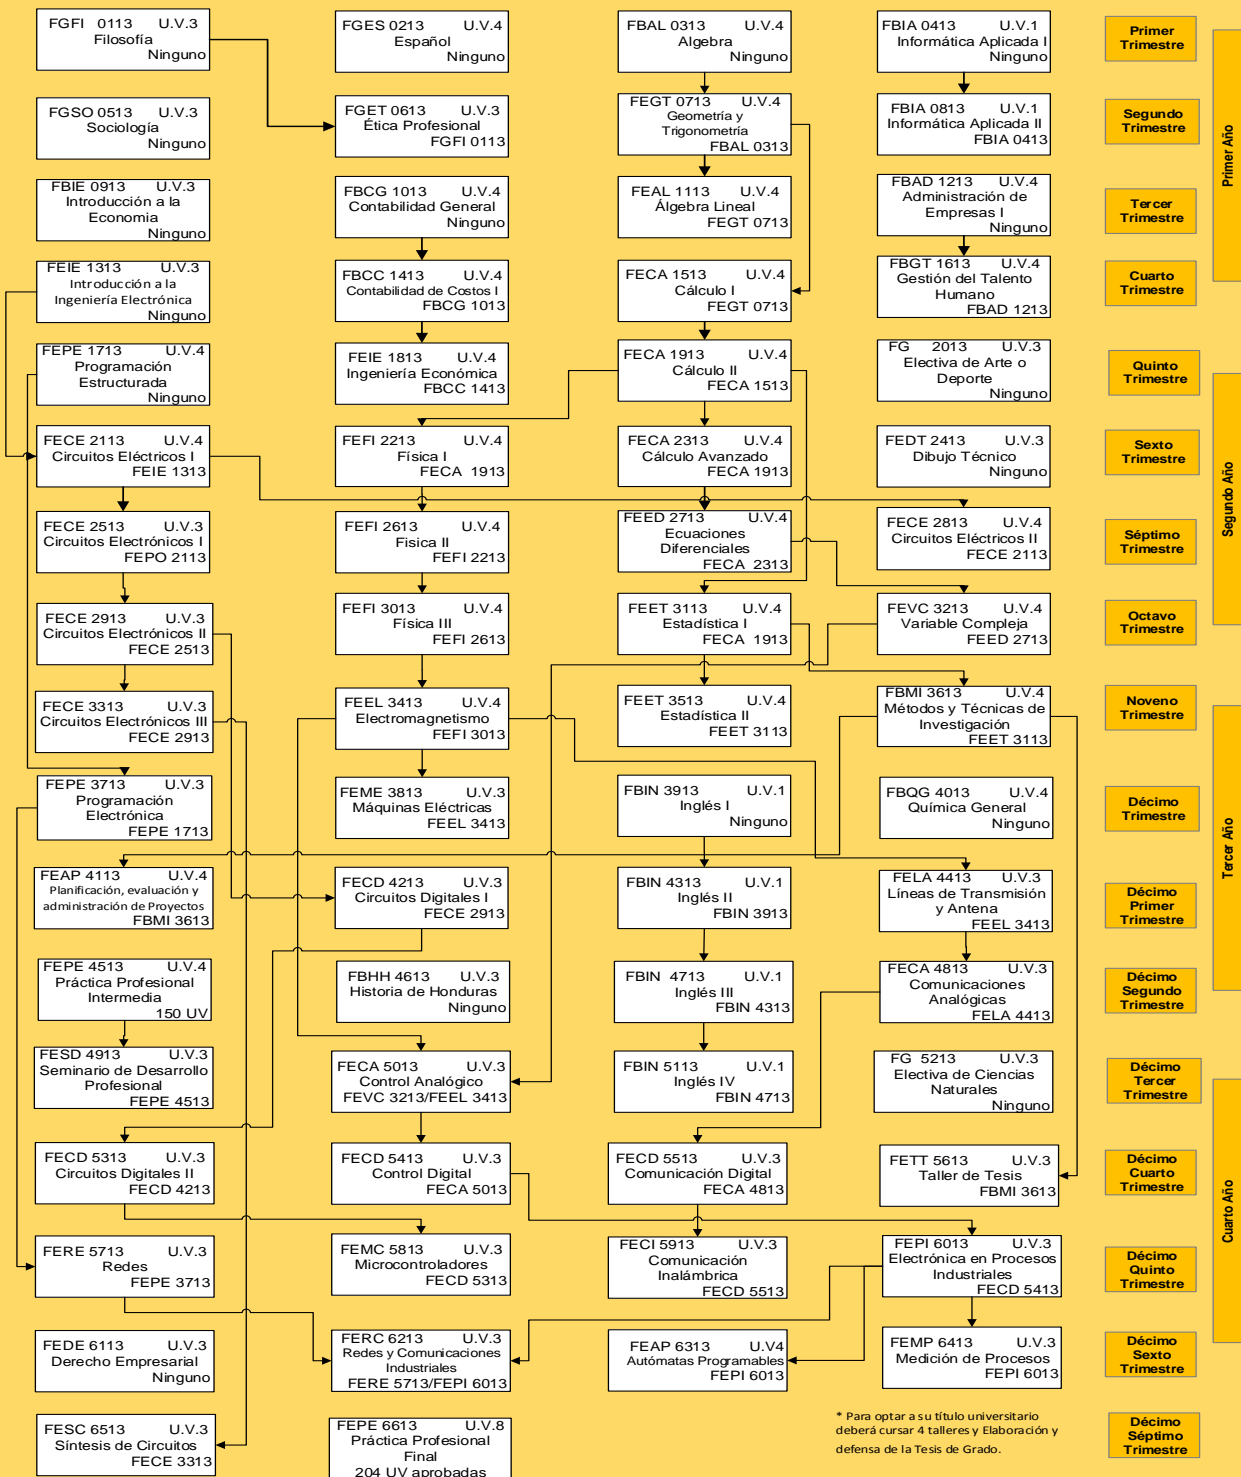 FGFI 0113 U.V.3
Filosofía
Ninguno
FGES 0213 U.V.4
Español
Ninguno
FBAL 0313 U.V.4
Algebra
Ninguno
FBIA 0413 U.V.1
Informática Aplicada I
Ninguno
Primer
Trimestre
FGSO 0513 U.V.3
Sociología
Ninguno
FGET 0613 U.V.3
Ética Profesional
FGFI 0113
FEGT 0713 U.V.4
Geometría y
Trigonometría
FBAL 0313
FBIA 0813 U.V.1
Informática Aplicada II
FBIA 0413
Segundo
Trimestre
Primer Año
FBIE 0913 U.V.3
Introducción a la
Economia
Ninguno
FBCG 1013 U.V.4
Contabilidad General
Ninguno
FEAL 1113 U.V.4
Álgebra Lineal
FEGT 0713
FBAD 1213 U.V.4
Administración de
Empresas I
Ninguno
Tercer
Trimestre
FEIE 1313 U.V.3
Introducción a la
Ingeniería Electrónica
Ninguno
FBCC 1413 U.V.4
Contabilidad de Costos I
FBCG 1013
FECA 1513 U.V.4
Cálculo I
FEGT 0713
FBGT 1613 U.V.4
Gestión del Talento
Humano
FBAD 1213
Cuarto
Trimestre
FEPE 1713 U.V.4
Programación
Estructurada
Ninguno
FEIE 1813 U.V.4
Ingeniería Económica
FBCC 1413
FECA 1913 U.V.4
Cálculo II
FECA 1513
FG 2013 U.V.3
Electiva de Arte o
Deporte
Ninguno
Quinto
Trimestre
FECE 2113 U.V.4
Circuitos Eléctricos I
FEIE 1313
FEFI 2213 U.V.4
Física I
FECA 1913
FECA 2313 U.V.4
Cálculo Avanzado
FECA 1913
FEDT 2413 U.V.3
Dibujo Técnico
Ninguno
Sexto
Trimestre
Segundo Año
FECE 2513 U.V.3
Circuitos Electrónicos I
FEPO 2113
FEFI 2613 U.V.4
Fisica II
FEFI 2213
FEED 2713 U.V.4
Ecuaciones
Diferenciales
FECA 2313
FECE 2813 U.V.4
Circuitos Eléctricos II
FECE 2113
Séptimo
Trimestre
FECE 2913 U.V.3
Circuitos Electrónicos II
FECE 2513
FEFI 3013 U.V.4
Física III
FEFI 2613
FEET 3113 U.V.4
Estadística I
FECA 1913
FEVC 3213 U.V.4
Variable Compleja
FEED 2713
Octavo
Trimestre
FECE 3313 U.V.3
Circuitos Electrónicos III
FECE 2913
FEEL 3413 U.V.4
Electromagnetismo
FEFI 3013
FEET 3513 U.V.4
Estadística II
FEET 3113
FBMI 3613 U.V.4
Métodos y Técnicas de
Investigación
FEET 3113
Noveno
Trimestre
FEPE 3713 U.V.3
Programación
Electrónica
FEPE 1713
FEME 3813 U.V.3
Máquinas Eléctricas
FEEL 3413
FBIN 3913 U.V.1
Inglés I
Ninguno
FBQG 4013 U.V.4
Química General
Ninguno
Décimo
Trimestre
Tercer Año
FEAP 4113 U.V.4
Planificación, evaluación y
administración de Proyectos
FBMI 3613
FECD 4213 U.V.3
Circuitos Digitales I
FECE 2913
FBIN 4313 U.V.1
Inglés II
FBIN 3913
FELA 4413 U.V.3
Líneas de Transmisión
y Antena
FEEL 3413
Décimo
Primer
Trimestre
FEPE 4513 U.V.4
Práctica Profesional
Intermedia
150 UV
FBHH 4613 U.V.3
Historia de Honduras
Ninguno
FBIN 4713 U.V.1
Inglés III
FBIN 4313
FECA 4813 U.V.3
Comunicaciones
Analógicas
FELA 4413
Décimo
Segundo
Trimestre
FESD 4913 U.V.3
Seminario de Desarrollo
Profesional
FEPE 4513
FECA 5013 U.V.3
Control Analógico
FEVC 3213/FEEL 3413
FBIN 5113 U.V.1
Inglés IV
FBIN 4713
FG 5213 U.V.3
Electiva de Ciencias
Naturales
Ninguno
Décimo
Tercer
Trimestre
FECD 5313 U.V.3
Circuitos Digitales II
FECD 4213
FECD 5413 U.V.3
Control Digital
FECA 5013
FECD 5513 U.V.3
Comunicación Digital
FECA 4813
FETT 5613 U.V.3
Taller de Tesis
FBMI 3613
Décimo
Cuarto
Trimestre
Cuarto Año
FERE 5713 U.V.3
Redes
FEPE 3713
FEMC 5813 U.V.3
Microcontroladores
FECD 5313
FECI 5913 U.V.3
Comunicación
Inalámbrica
FECD 5513
FEPI 6013 U.V.3
Electrónica en Procesos
Industriales
FECD 5413
Décimo
Quinto
Trimestre
FEDE 6113 U.V.3
Derecho Empresarial
Ninguno
FERC 6213 U.V.3
Redes y Comunicaciones
Industriales
FERE 5713/FEPI 6013
FEAP 6313 U.V4
Autómatas Programables
FEPI 6013
FEMP 6413 U.V.3
Medición de Procesos
FEPI 6013
Décimo
Sexto
Trimestre
FESC 6513 U.V.3
Síntesis de Circuitos
FECE 3313
FEPE 6613 U.V.8
Práctica Profesional
Final
204 UV aprobadas
* Para optar a su título universitario
deberá cursar 4 talleres y Elaboración y
defensa de la Tesis de Grado.
Décimo
Séptimo
Trimestre